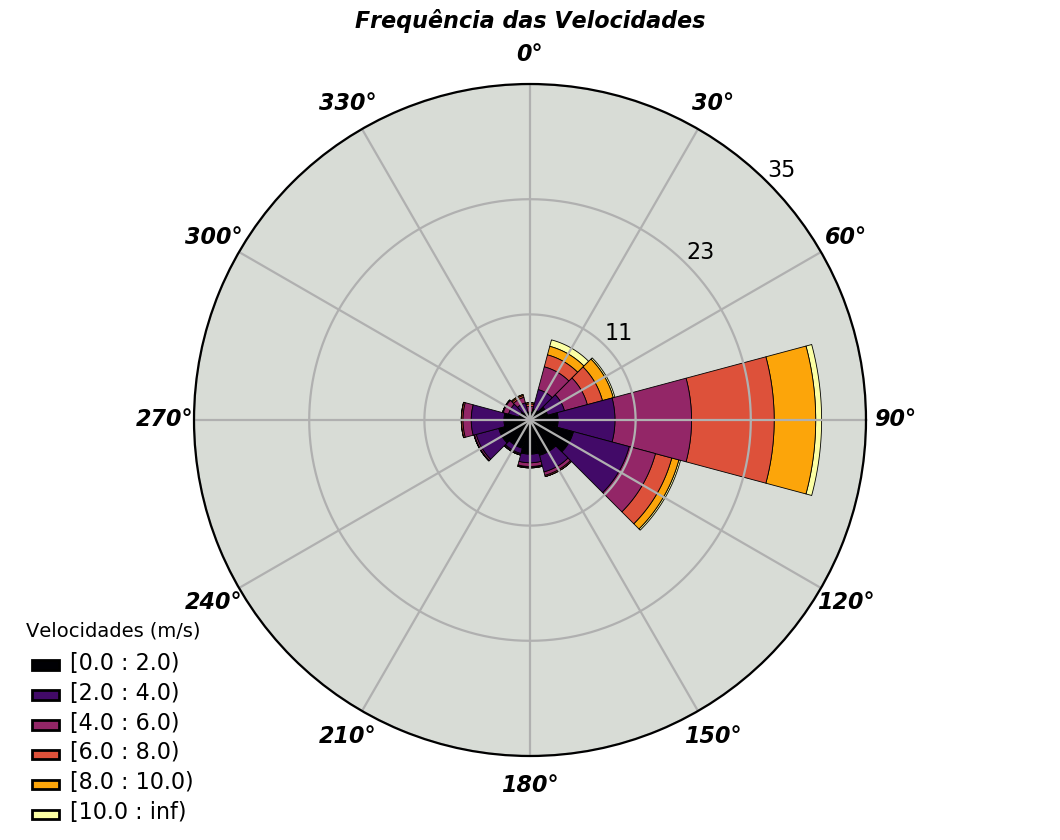 Frequência das Velocidades
0°
330°
30°
35
300°
60°
23
11
270°
90°
240°
120°
210°
150°
180°
Velocidades (m/s)
[0.0 : 2.0)
[2.0 : 4.0)
[4.0 : 6.0)
[6.0 : 8.0)
[8.0 : 10.0)
[10.0 : inf)